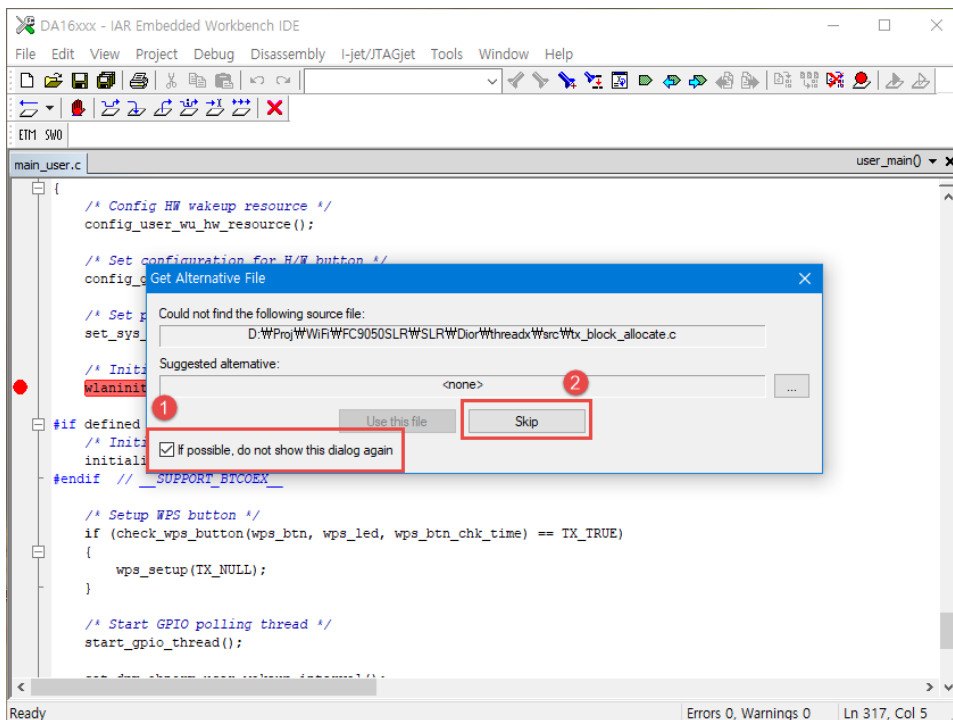 DA16xxx - IAR Embedded Workbench IDE
File Edit View Project Debug Disassembly I-jet/JTAGjet Tools Window Help
ETM SWO
main_user.c user_main()
{
/* Config HW wakeup resource */
config_user_wu_hw_resource();
/* Set configuration for H/W button */
config_
Get Alternative File
Could not find the following source file:
/* Set
D:₩Proj₩WiFi₩FC9050SLR₩SLR₩Dior₩threadx₩src₩tx_block_allocate.c
set_sys_
Suggested alternative:
/* Initi
<none>
2
...
wlaninit
1
Use this file
Skip
#if defined
/* Initi
If possible, do not show this dialog again
initiali
#endif // __SUPPORT_BTCOEX__
/* Setup WPS button */
if (check_wps_button(wps_btn, wps_led, wps_btn_chk_time) == TX_TRUE)
{
wps_setup(TX_NULL);
}
/* Start GPIO polling thread */
start_gpio_thread();
Ready
Errors 0, Warnings 0
Ln 317, Col 5